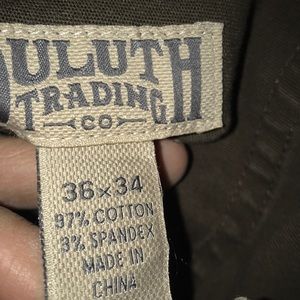 ULUTH
TRADING
CO
36×34
97% COTTON
3% SPANDEX
MADE IN
CHINA